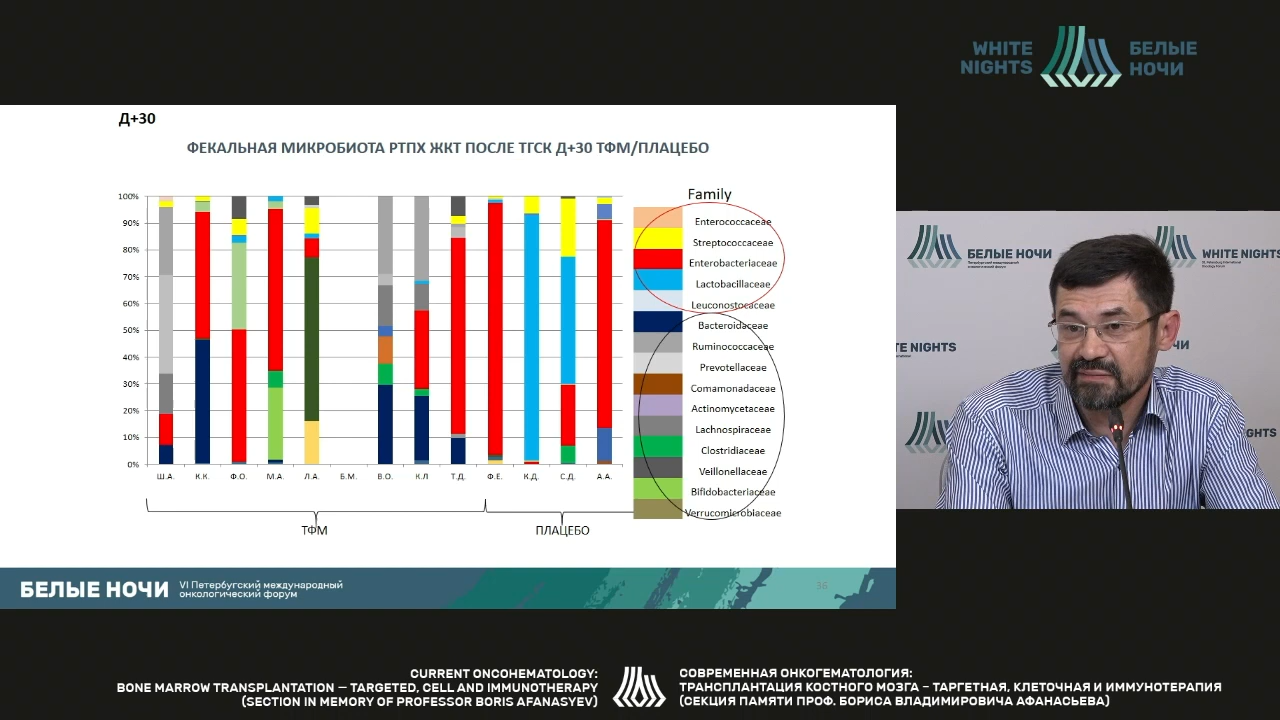 WHITE
NIGHTS
БЕЛЫЕ
НОЧИ
Д+30
ФЕКАЛЬНАЯ МИКРОБИОТА РТПХ ЖКТ ПОСЛЕ ТГСК Д+30 ТФМ/ПЛАЦЕБО
100%
90%
80%
70%
60%
50%
40%
30%
20%
10%
0%
Ш.А. К.К. Ф.О. М.А. Л.А. Б.М. В.О. К.Л Т.Д. Ф.Е. К.Д. С.Д. А.А.
ТФМ ПЛАЦЕБО
Family
Enterococcaceae
Streptococcaceae
Enterobacteriaceae
Lactobacillaceae
Leuconostocaceae
Bacteroidaceae
Ruminococcaceae
Prevotellaceae
Comamonadaceae
Actinomycetaceae
Lachnospiraceae
Clostridiaceae
Veillonellaceae
Bifidobacteriaceae
Verrucomicrobiaceae
БЕЛЫЕ НОЧИ
VI Петербургский международный
онкологический форум
36
БЕЛЫЕ НОЧИ
WHITE NIGHTS
TE NIGHTS
НОЧИ
IGHTS
CURRENT ONCOHEMATOLOGY:
BONE MARROW TRANSPLANTATION – TARGETED, CELL AND IMMUNOTHERAPY
(SECTION IN MEMORY OF PROFESSOR BORIS AFANASYEV)
СОВРЕМЕННАЯ ОНКОГЕМАТОЛОГИЯ:
ТРАНСПЛАНТАЦИЯ КОСТНОГО МОЗГА – ТАРГЕТНАЯ, КЛЕТОЧНАЯ И ИММУНОТЕРАПИЯ
(СЕКЦИЯ ПАМЯТИ ПРОФ. БОРИСА ВЛАДИМИРОВИЧА АФАНАСЬЕВА)